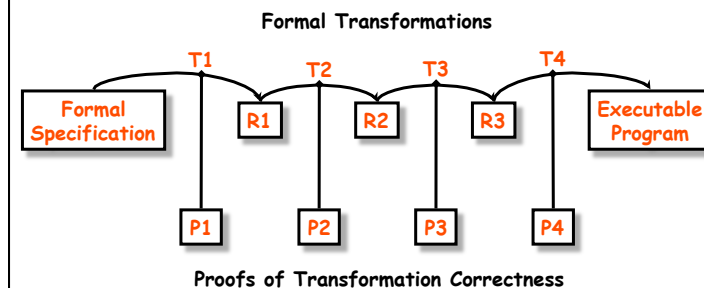 Formal Transformations
T1
T2
T3
T4
Formal
Specification
R1
R2
R3
Executable
Program
P1
P2
P3
P4
Proofs of Transformation Correctness